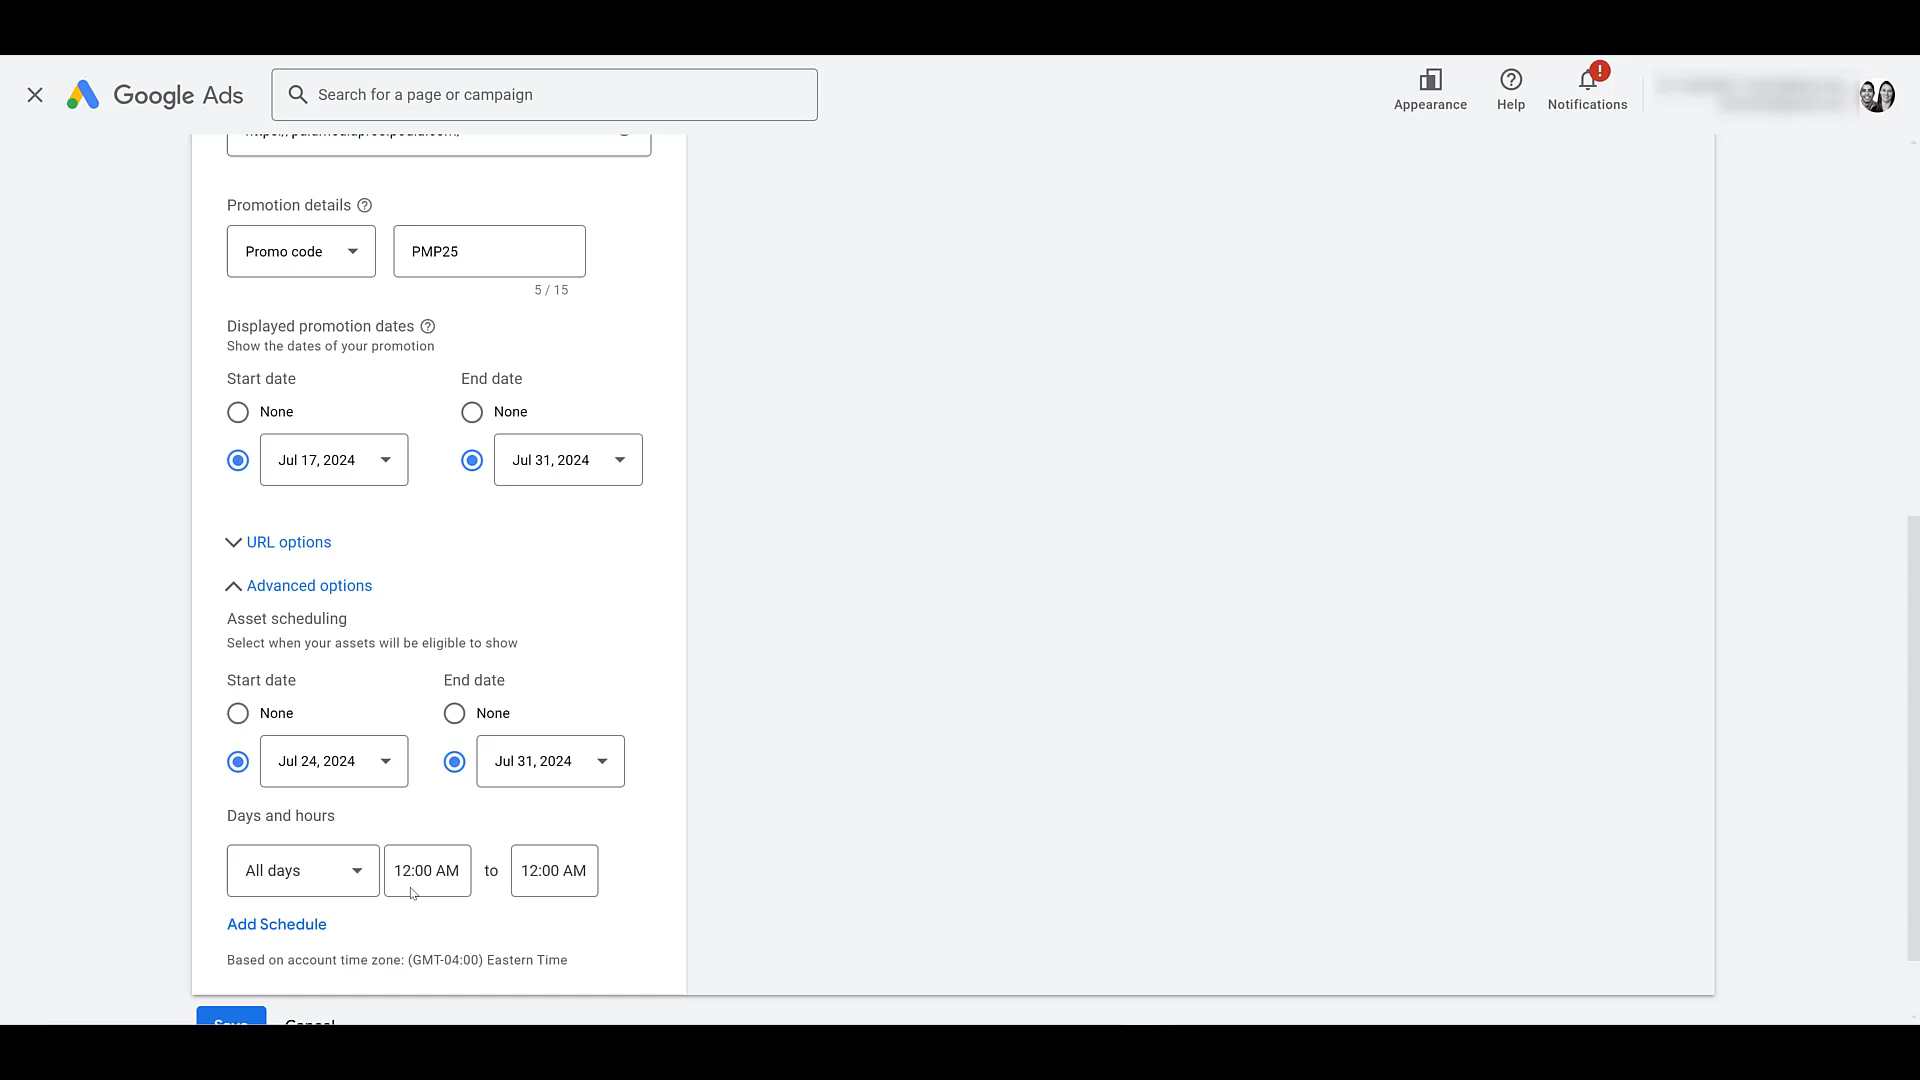 Google Ads
Search for a page or campaign
Appearance
Help
!
Notifications
Promotion details
Promo code
PMP25
5 / 15
Displayed promotion dates
Show the dates of your promotion
Start date
End date
None
None
Jul 17, 2024
Jul 31, 2024
URL options
Advanced options
Asset scheduling
Select when your assets will be eligible to show
Start date
End date
None
None
Jul 24, 2024
Jul 31, 2024
Days and hours
All days
12:00 AM
to
12:00 AM
Add Schedule
Based on account time zone: (GMT-04:00) Eastern Time
Save
Cancel